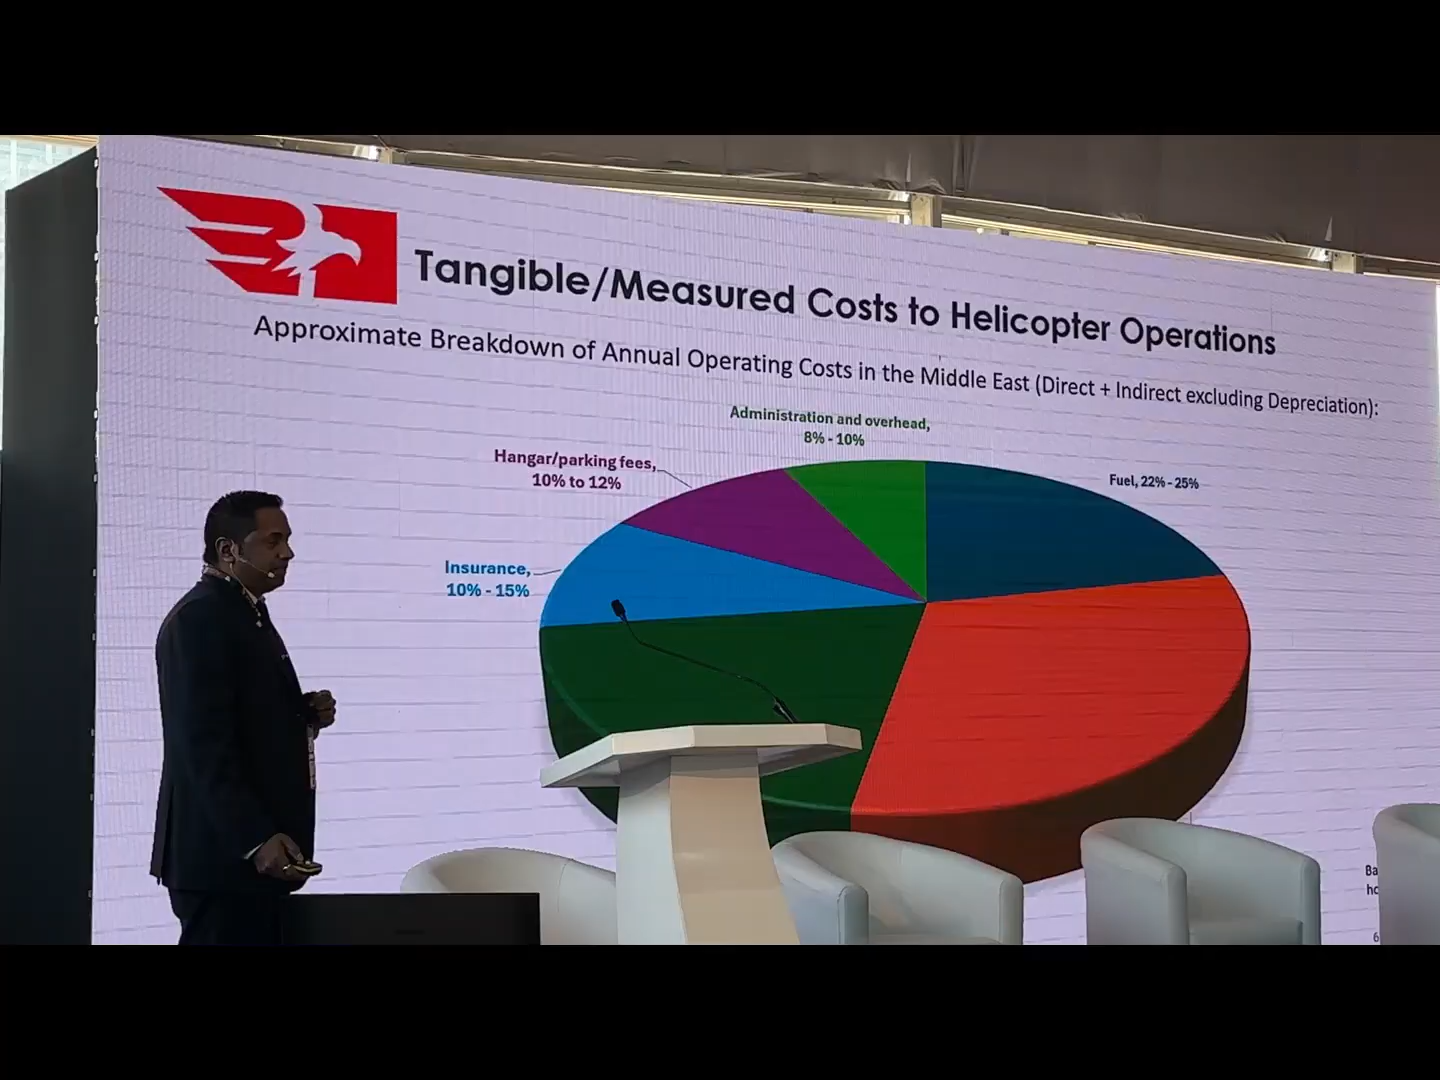 Tangible/Measured Costs to Helicopter Operations
Approximate Breakdown of Annual Operating Costs in the Middle East (Direct + Indirect excluding Depreciation):
Administration and overhead,
8% - 10%
Hangar/parking fees,
10% to 12%
Fuel, 22% - 25%
Insurance,
10% - 15%